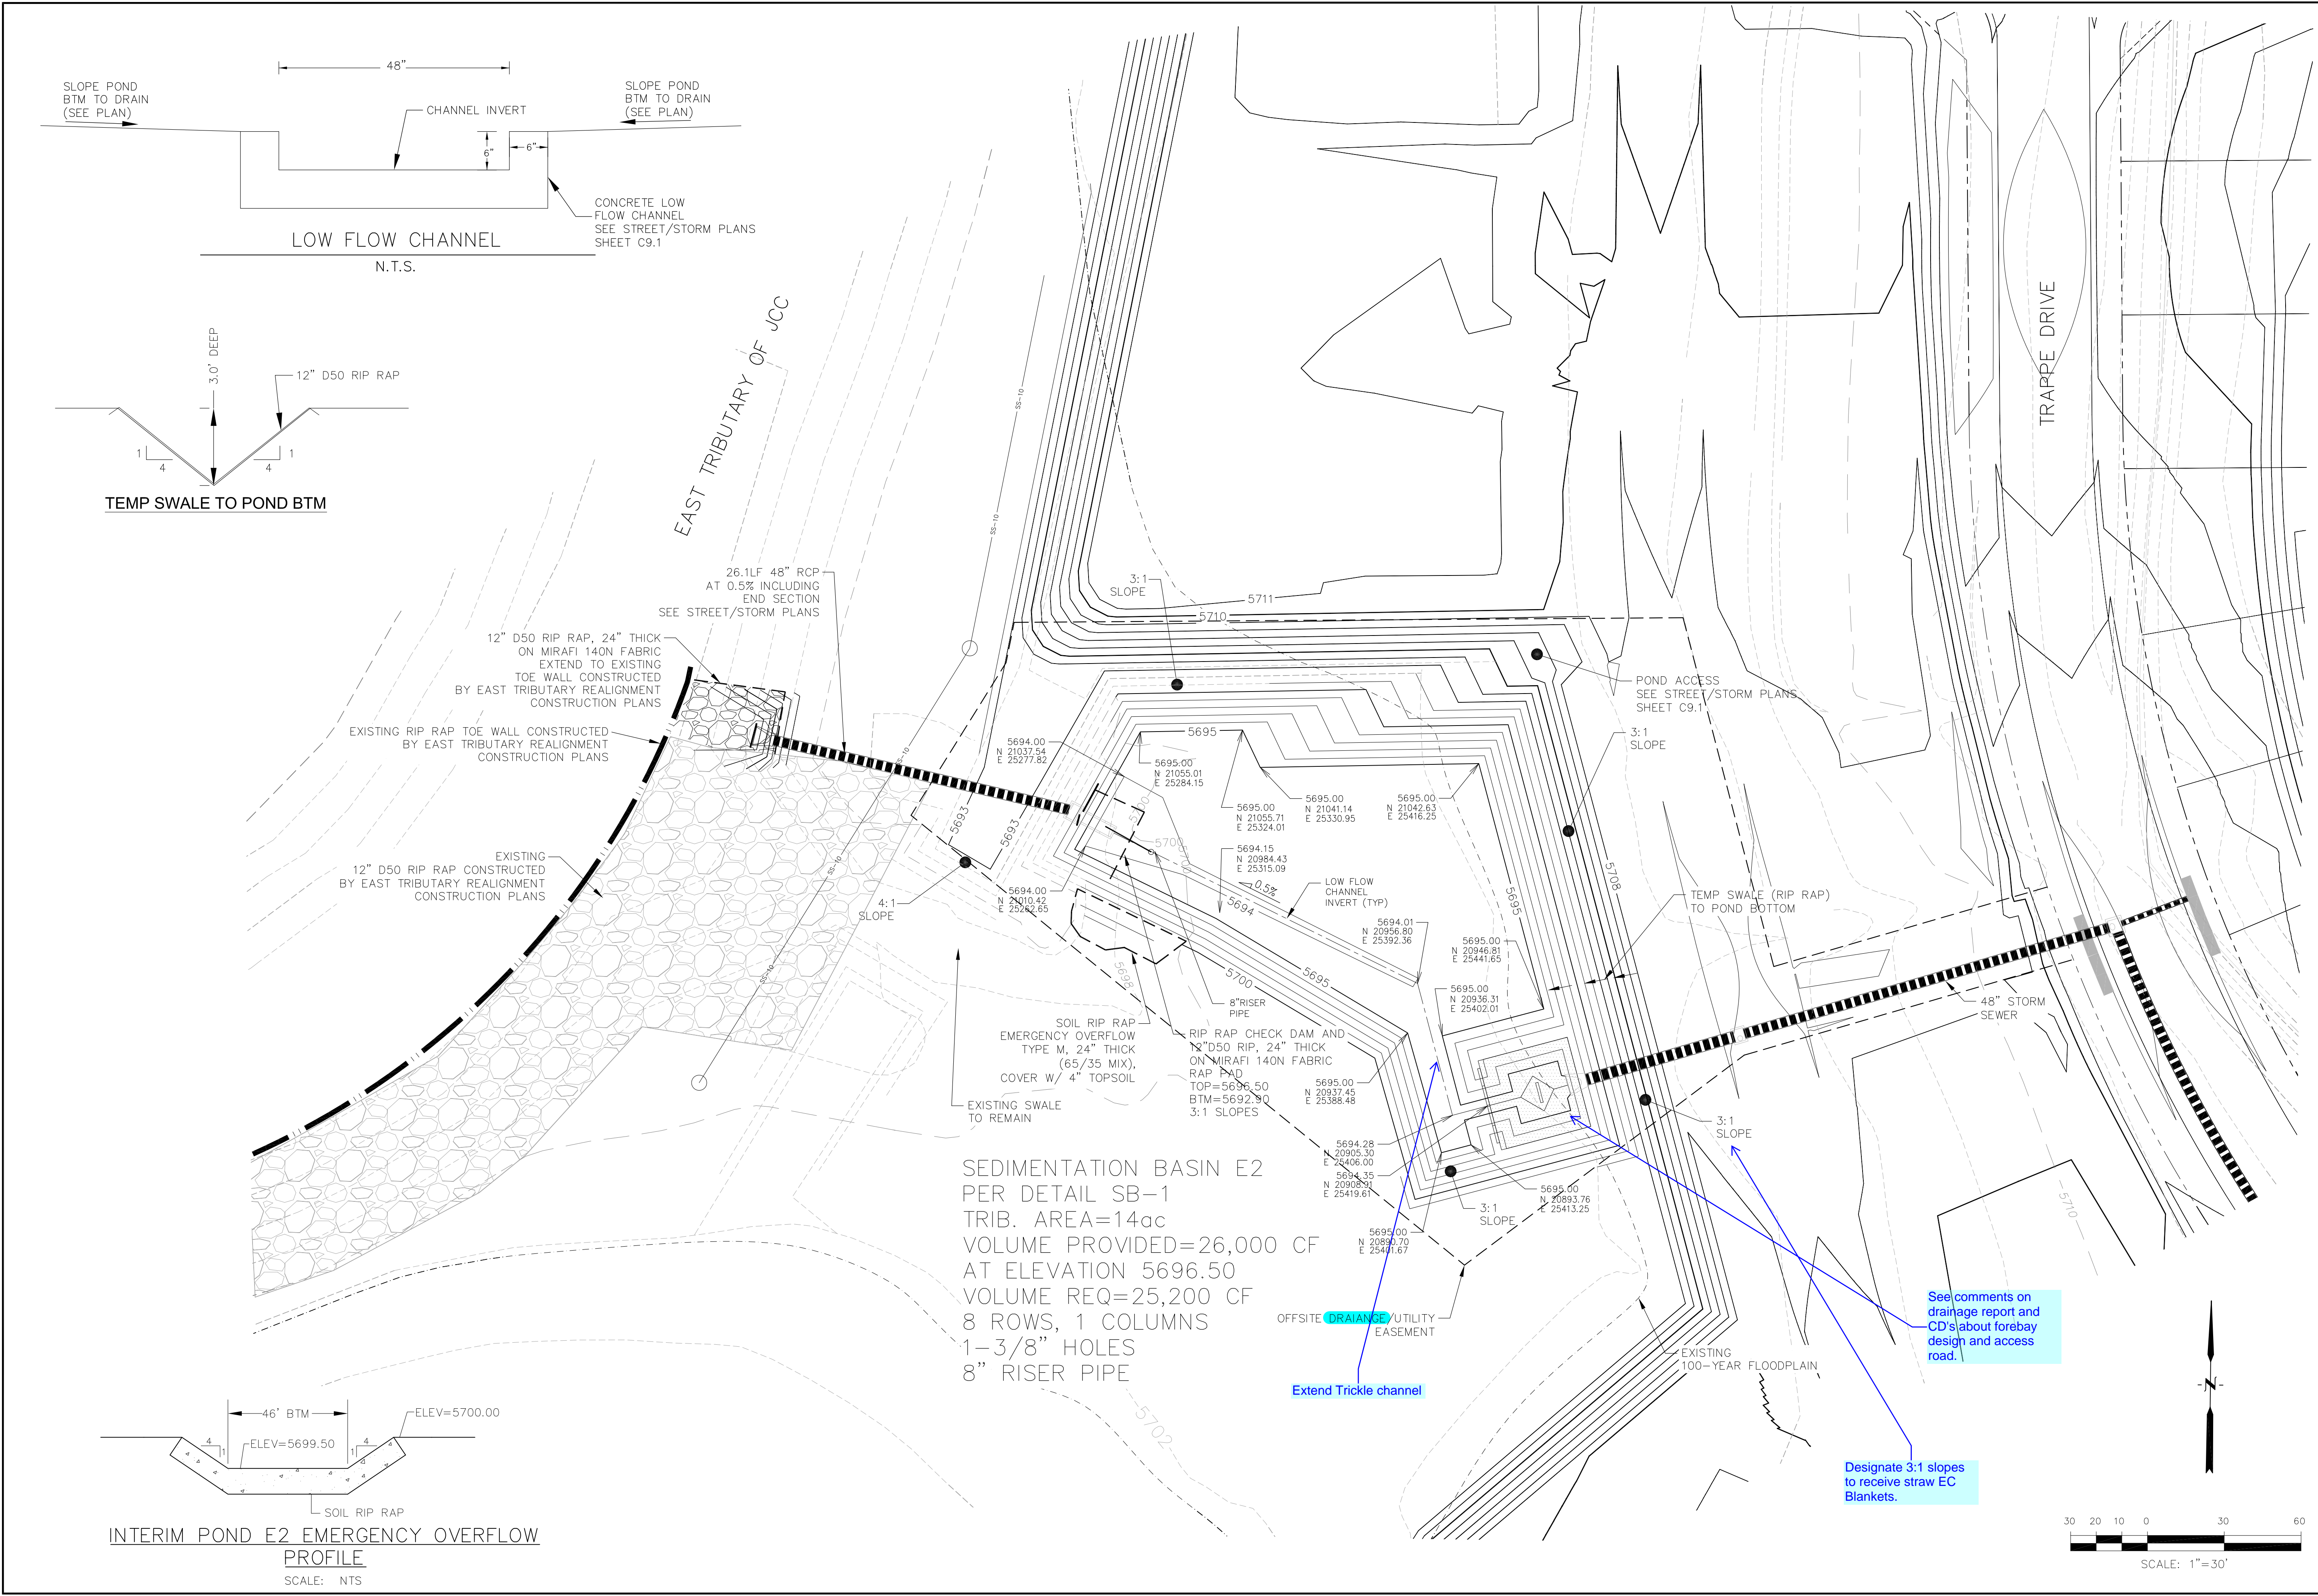 48"
SLOPE POND
BTM TO DRAIN
(SEE PLAN)
SLOPE POND
BTM TO DRAIN
(SEE PLAN)
CHANNEL INVERT
6"
6"
CONCRETE LOW
FLOW CHANNEL
SEE STREET/STORM PLANS
SHEET C9.1
LOW FLOW CHANNEL
N.T.S.
3.0' DEEP
12" D50 RIP RAP
1
4
4
1
TEMP SWALE TO POND BTM
EAST TRIBUTARY OF JCC
TRAPPE DRIVE
SS-10
SS-10
SS-10
SS-10
SS-10
26.1LF 48" RCP
AT 0.5% INCLUDING
END SECTION
SEE STREET/STORM PLANS
12" D50 RIP RAP, 24" THICK
ON MIRAFI 140N FABRIC
EXTEND TO EXISTING
TOE WALL CONSTRUCTED
BY EAST TRIBUTARY REALIGNMENT
CONSTRUCTION PLANS
EXISTING RIP RAP TOE WALL CONSTRUCTED
BY EAST TRIBUTARY REALIGNMENT
CONSTRUCTION PLANS
EXISTING
12" D50 RIP RAP CONSTRUCTED
BY EAST TRIBUTARY REALIGNMENT
CONSTRUCTION PLANS
3:1
SLOPE
5711
5710
POND ACCESS
SEE STREET/STORM PLANS
SHEET C9.1
3:1
SLOPE
5694.00
N 21037.54
E 25277.82
5695
5695.00
N 21055.01
E 25284.15
5695.00
N 21055.71
E 25324.01
5695.00
N 21041.14
E 25330.95
5695.00
N 21042.63
E 25416.25
5693
5693
5700
5700
5700
5694.15
N 20984.43
E 25315.09
0.5%
5694
LOW FLOW
CHANNEL
INVERT (TYP)
5708
5695
TEMP SWALE (RIP RAP)
TO POND BOTTOM
4:1
SLOPE
5694.00
N 21010.42
E 25262.65
5694.01
N 20956.80
E 25392.36
5695.00
N 20946.81
E 25441.65
5698
5700
5695
5695.00
N 20936.31
E 25402.01
8"RISER
PIPE
48" STORM
SEWER
SOIL RIP RAP
EMERGENCY OVERFLOW
TYPE M, 24" THICK
(65/35 MIX),
COVER W/ 4" TOPSOIL
RIP RAP CHECK DAM AND
12"D50 RIP, 24" THICK
ON MIRAFI 140N FABRIC
RAP PAD
TOP=5696.50
BTM=5692.90
3:1 SLOPES
5695.00
N 20937.45
E 25388.48
EXISTING SWALE
TO REMAIN
3:1
SLOPE
5694.28
N 20905.30
E 25406.00
5694.35
N 20908.91
E 25419.61
5695.00
N 20893.76
E 25413.25
3:1
SLOPE
5695.00
N 20890.70
E 25401.67
5710
SEDIMENTATION BASIN E2
PER DETAIL SB-1
TRIB. AREA=14ac
VOLUME PROVIDED=26,000 CF
AT ELEVATION 5696.50
VOLUME REQ=25,200 CF
8 ROWS, 1 COLUMNS
1-3/8" HOLES
8" RISER PIPE
OFFSITE DRAIANGE/UTILITY
EASEMENT
See comments on
drainage report and
CD's about forebay
design and access
road.
EXISTING
100-YEAR FLOODPLAIN
Extend Trickle channel
5702
Designate 3:1 slopes
to receive straw EC
Blankets.
46' BTM
ELEV=5700.00
4
1
ELEV=5699.50
1
4
SOIL RIP RAP
INTERIM POND E2 EMERGENCY OVERFLOW
PROFILE
SCALE: NTS
N
30 20 10 0 30 60
SCALE: 1"=30'